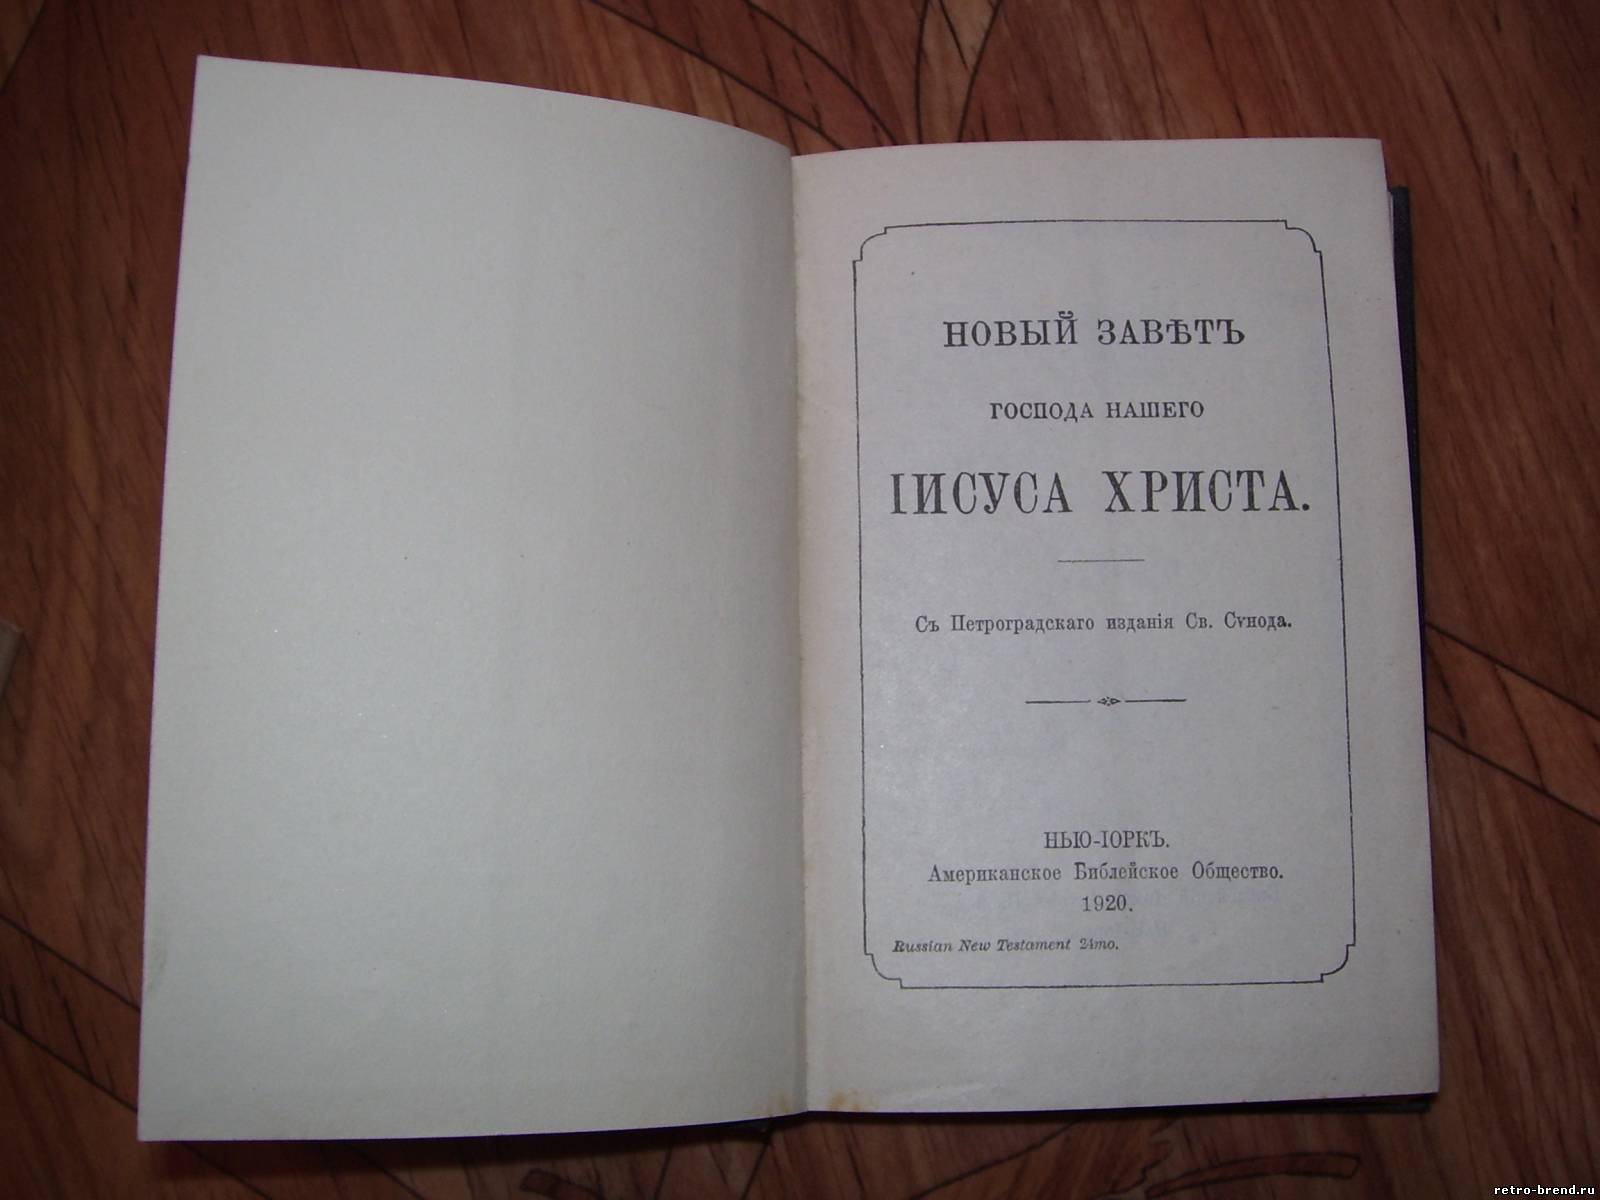 НОВЫЙ ЗАВѢТЪ
ГОСПОДА НАШЕГО
ІИСУСА ХРИСТА.
Съ Петроградскаго изданія Св. Сѵнода.
НЬЮ-ІОРКЪ.
Американское Библейское Общество.
1920.
Russian New Testament 24mo.
retro-brend.ru